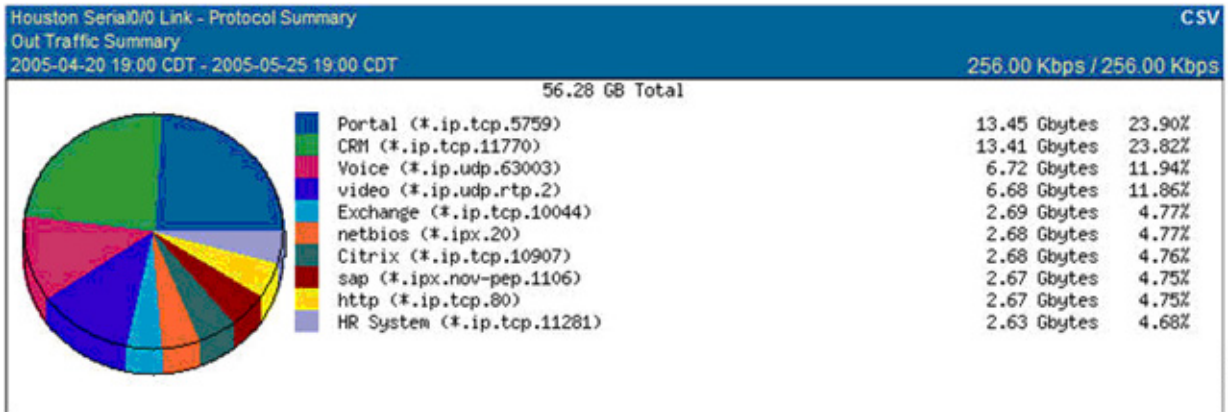 Houston Serial0/0 Link - Protocol Summary
CSV
Out Traffic Summary
2005-04-20 19:00 CDT - 2005-05-25 19:00 CDT
256.00 Kbps / 256.00 Kbps
56.28 GB Total
Portal (*.ip.tcp.5759) 13.45 Gbytes 23.90%
CRM (*.ip.tcp.11770) 13.41 Gbytes 23.82%
Voice (*.ip.udp.63003) 6.72 Gbytes 11.94%
video (*.ip.udp.rtp.2) 6.68 Gbytes 11.86%
Exchange (*.ip.tcp.10044) 2.69 Gbytes 4.77%
netbios (*.ipx.20) 2.68 Gbytes 4.77%
Citrix (*.ip.tcp.10907) 2.68 Gbytes 4.76%
sap (*.ipx.nov-pep.1106) 2.67 Gbytes 4.75%
http (*.ip.tcp.80) 2.67 Gbytes 4.75%
HR System (*.ip.tcp.11281) 2.63 Gbytes 4.68%